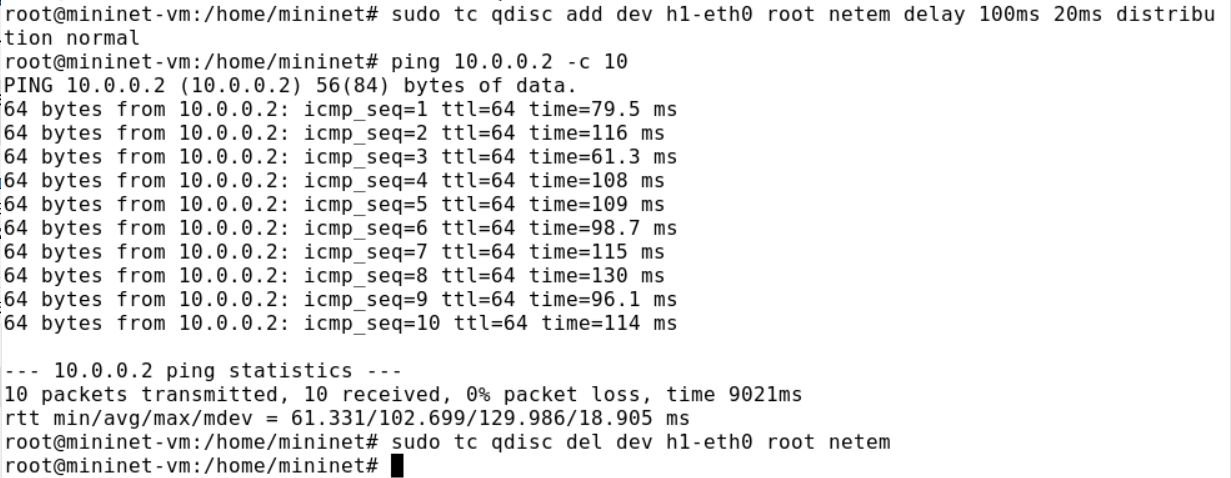 root@mininet-vm:/home/mininet# sudo tc qdisc add dev h1-eth0 root netem delay 100ms 20ms distribu
tion normal
root@mininet-vm:/home/mininet# ping 10.0.0.2 -c 10
PING 10.0.0.2 (10.0.0.2) 56(84) bytes of data.
64 bytes from 10.0.0.2: icmp_seq=1 ttl=64 time=79.5 ms
64 bytes from 10.0.0.2: icmp_seq=2 ttl=64 time=116 ms
64 bytes from 10.0.0.2: icmp_seq=3 ttl=64 time=61.3 ms
64 bytes from 10.0.0.2: icmp_seq=4 ttl=64 time=108 ms
64 bytes from 10.0.0.2: icmp_seq=5 ttl=64 time=109 ms
64 bytes from 10.0.0.2: icmp_seq=6 ttl=64 time=98.7 ms
64 bytes from 10.0.0.2: icmp_seq=7 ttl=64 time=115 ms
64 bytes from 10.0.0.2: icmp_seq=8 ttl=64 time=130 ms
64 bytes from 10.0.0.2: icmp_seq=9 ttl=64 time=96.1 ms
64 bytes from 10.0.0.2: icmp_seq=10 ttl=64 time=114 ms

--- 10.0.0.2 ping statistics ---
10 packets transmitted, 10 received, 0% packet loss, time 9021ms
rtt min/avg/max/mdev = 61.331/102.699/129.986/18.905 ms
root@mininet-vm:/home/mininet# sudo tc qdisc del dev h1-eth0 root netem
root@mininet-vm:/home/mininet#